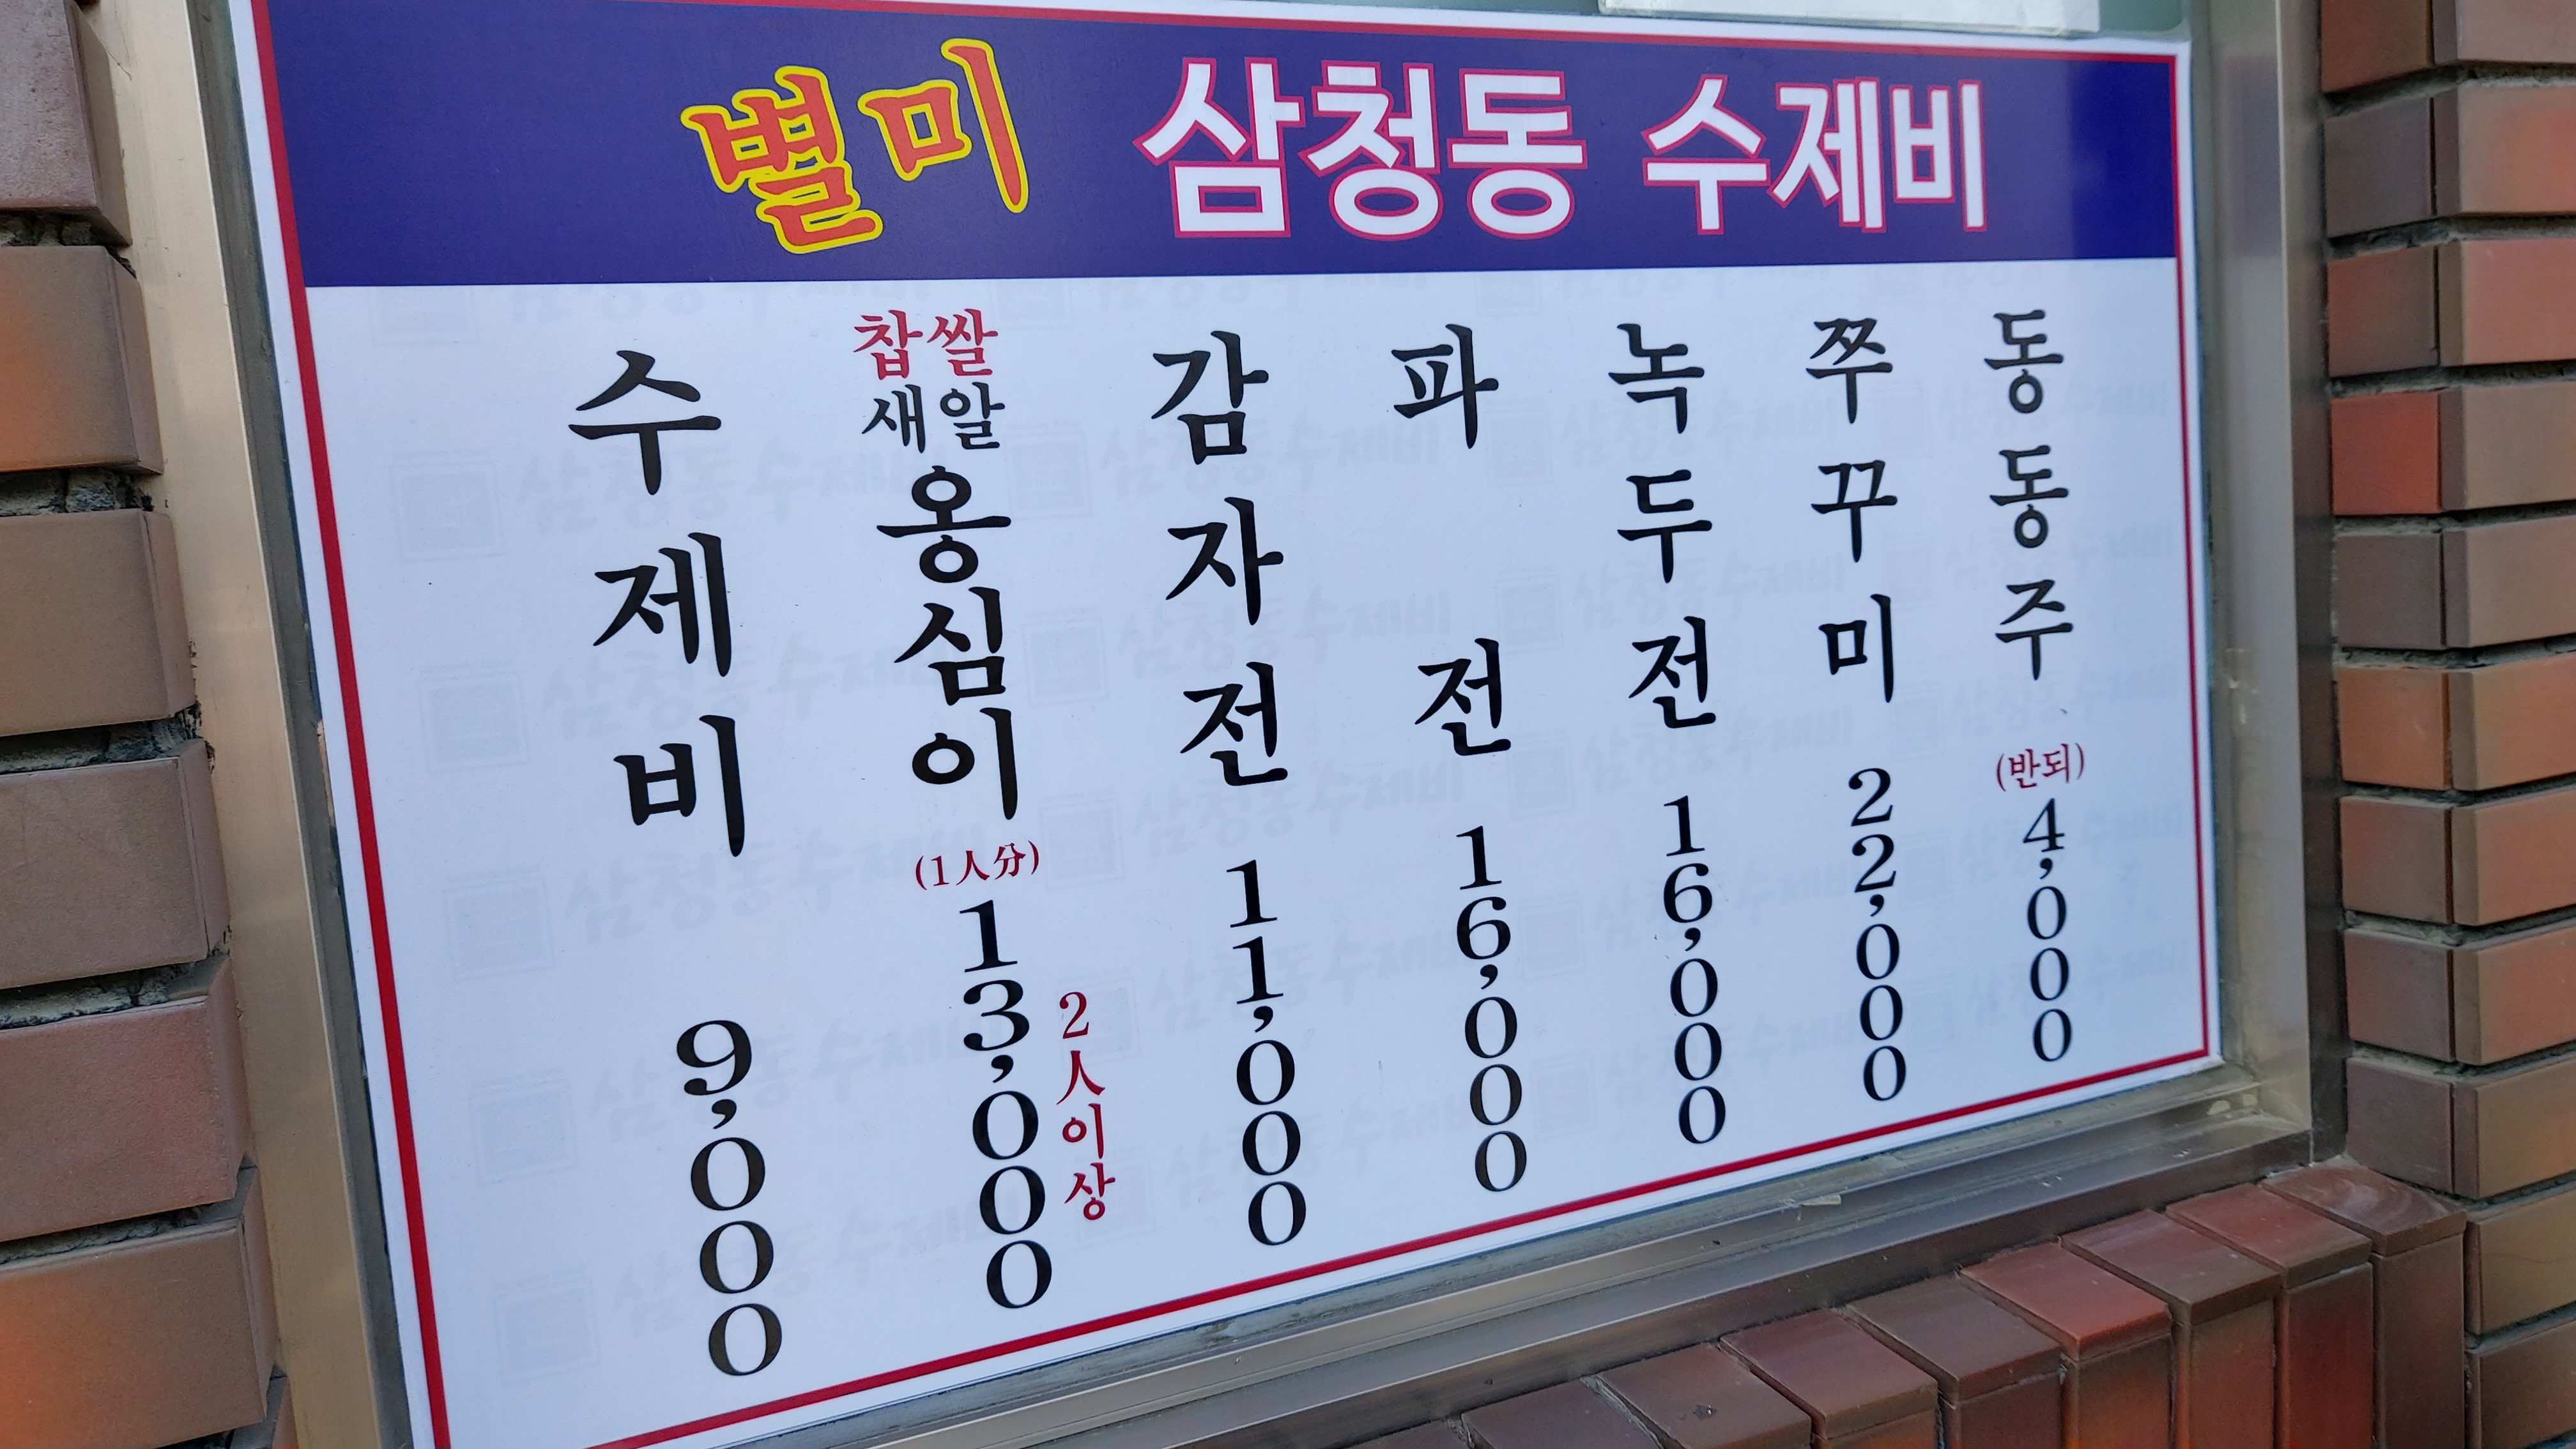 별미 삼청동 수제비
수제비 9,000
찹쌀
새알
옹심이
(1人分)
13,000
2人이상
감자전 11,000
파전 16,000
녹두전 16,000
쭈꾸미 22,000
동동주
(반되)
4,000